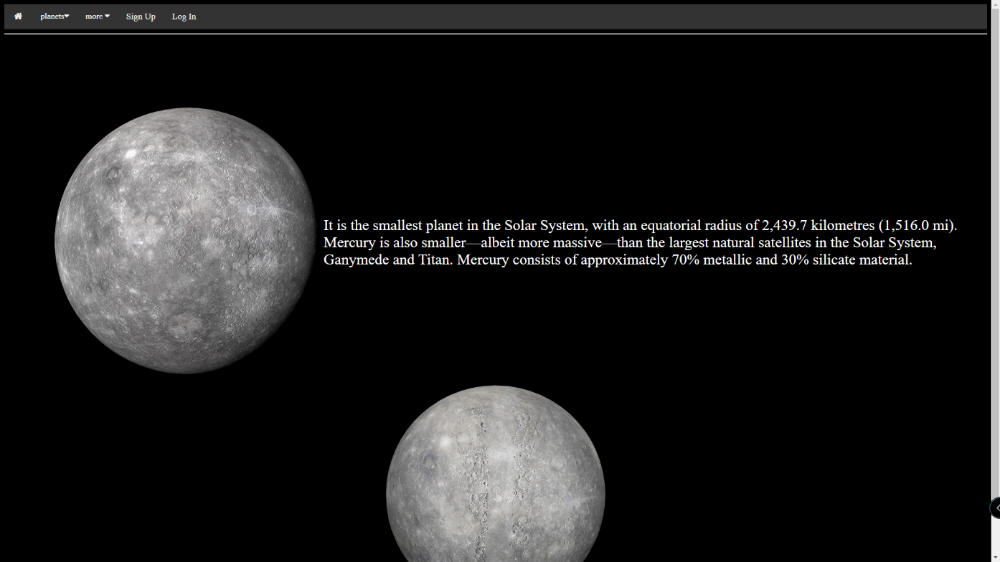 planets more Sign Up Log In
It is the smallest planet in the Solar System, with an equatorial radius of 2,439.7 kilometres (1,516.0 mi).
Mercury is also smaller—albeit more massive—than the largest natural satellites in the Solar System,
Ganymede and Titan. Mercury consists of approximately 70% metallic and 30% silicate material.